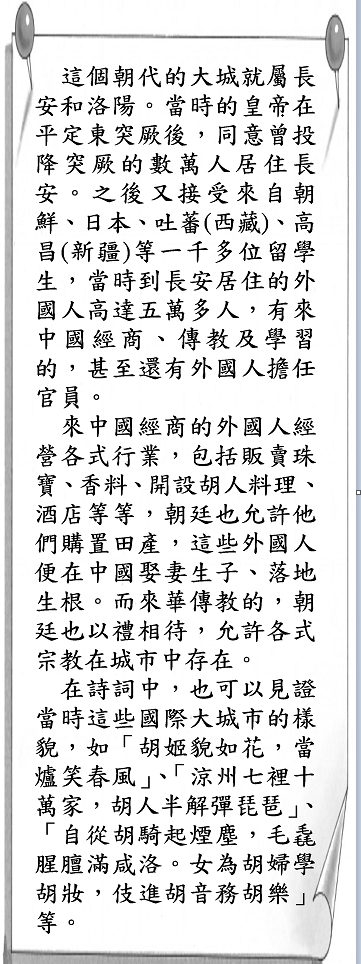 這個朝代的大城就屬長
安和洛陽。當時的皇帝在
平定東突厥後，同意曾投
降突厥的數萬人居住長
安。之後又接受來自朝
鮮、日本、吐蕃(西藏)、高
昌(新疆)等一千多位留學
生，當時到長安居住的外
國人高達五萬多人，有來
中國經商、傳教及學習
的，甚至還有外國人擔任
官員。
來中國經商的外國人經
營各式行業，包括販賣珠
寶、香料、開設胡人料理、
酒店等等，朝廷也允許他
們購置田產，這些外國人
便在中國娶妻生子、落地
生根。而來華傳教的，朝
廷也以禮相待，允許各式
宗教在城市中存在。
在詩詞中，也可以見證
當時這些國際大城市的樣
貌，如「胡姬貌如花，當
爐笑春風」、「涼州七裡十
萬家，胡人半解彈琵琶」、
「自從胡騎起煙塵，毛毳
腥膻滿咸洛。女為胡婦學
胡妝，伎進胡音務胡樂」
等。